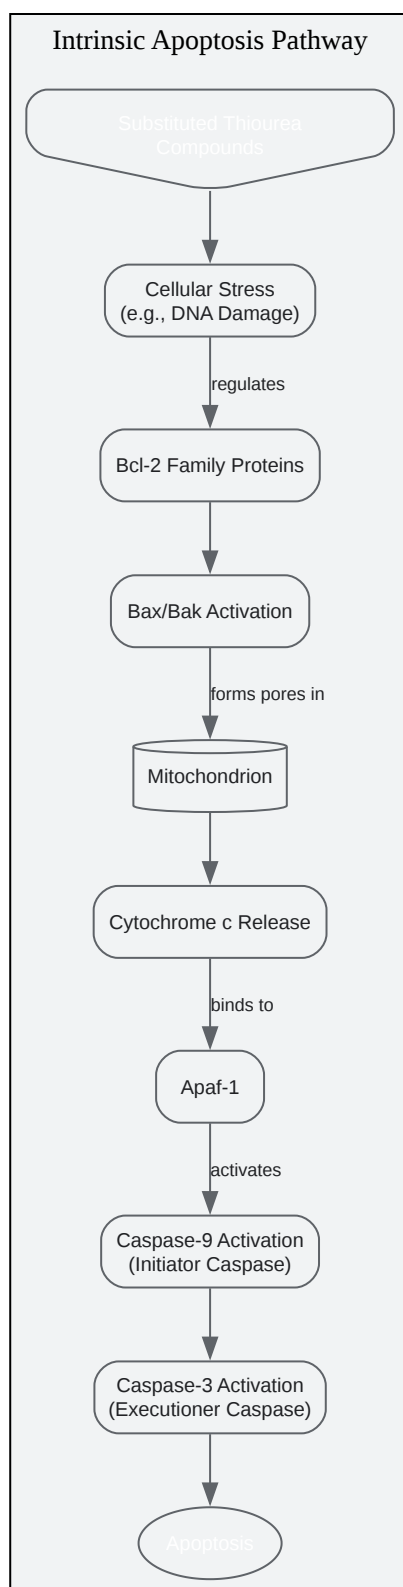 Intrinsic Apoptosis Pathway
Substituted Thiourea
Compounds
Cellular Stress
(e.g., DNA Damage)
regulates
Bcl-2 Family Proteins
Bax/Bak Activation
forms pores in
Mitochondrion
Cytochrome c Release
binds to
Apaf-1
activates
Caspase-9 Activation
(Initiator Caspase)
Caspase-3 Activation
(Executioner Caspase)
Apoptosis